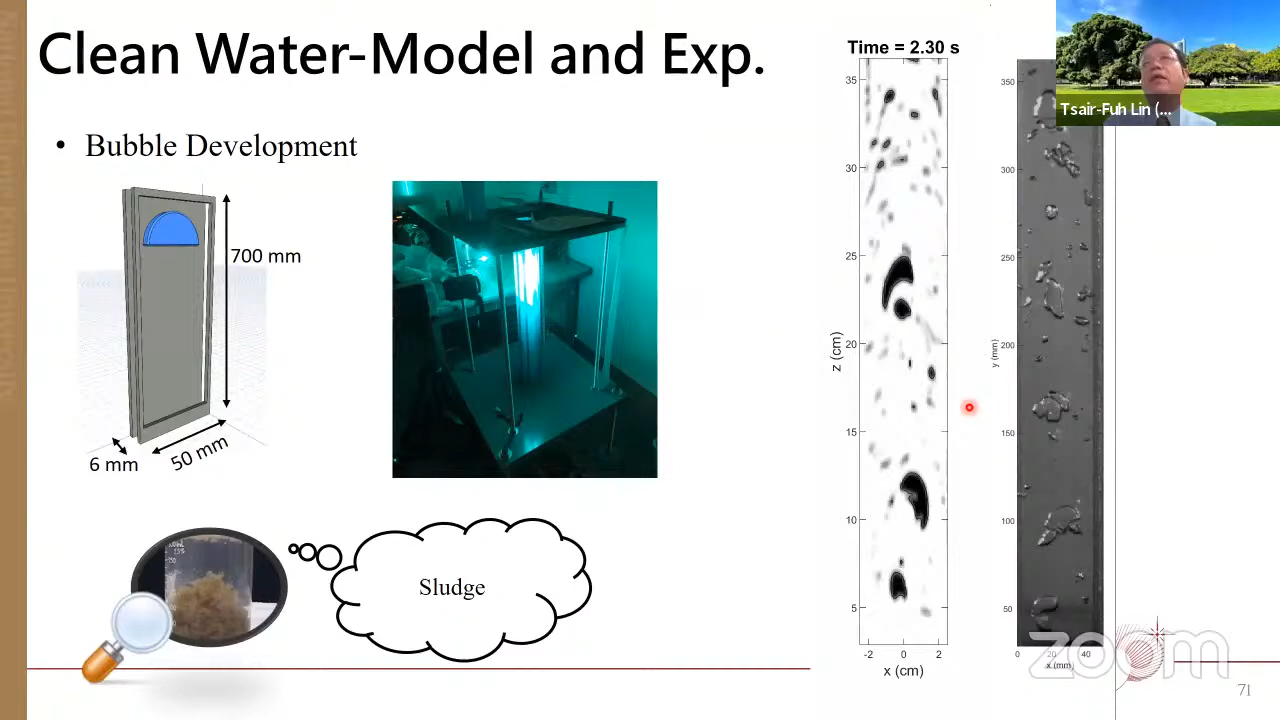 Clean Water-Model and Exp.
• Bubble Development
700 mm
50 mm
6 mm
Sludge
Time = 2.30 s
35
30
25
20
15
10
5
z (cm)
-2 0 2
x (cm)
350
300
250
200
150
100
50
y (mm)
0 20 40
x (mm)
Tsair-Fuh Lin (...
zoom
71